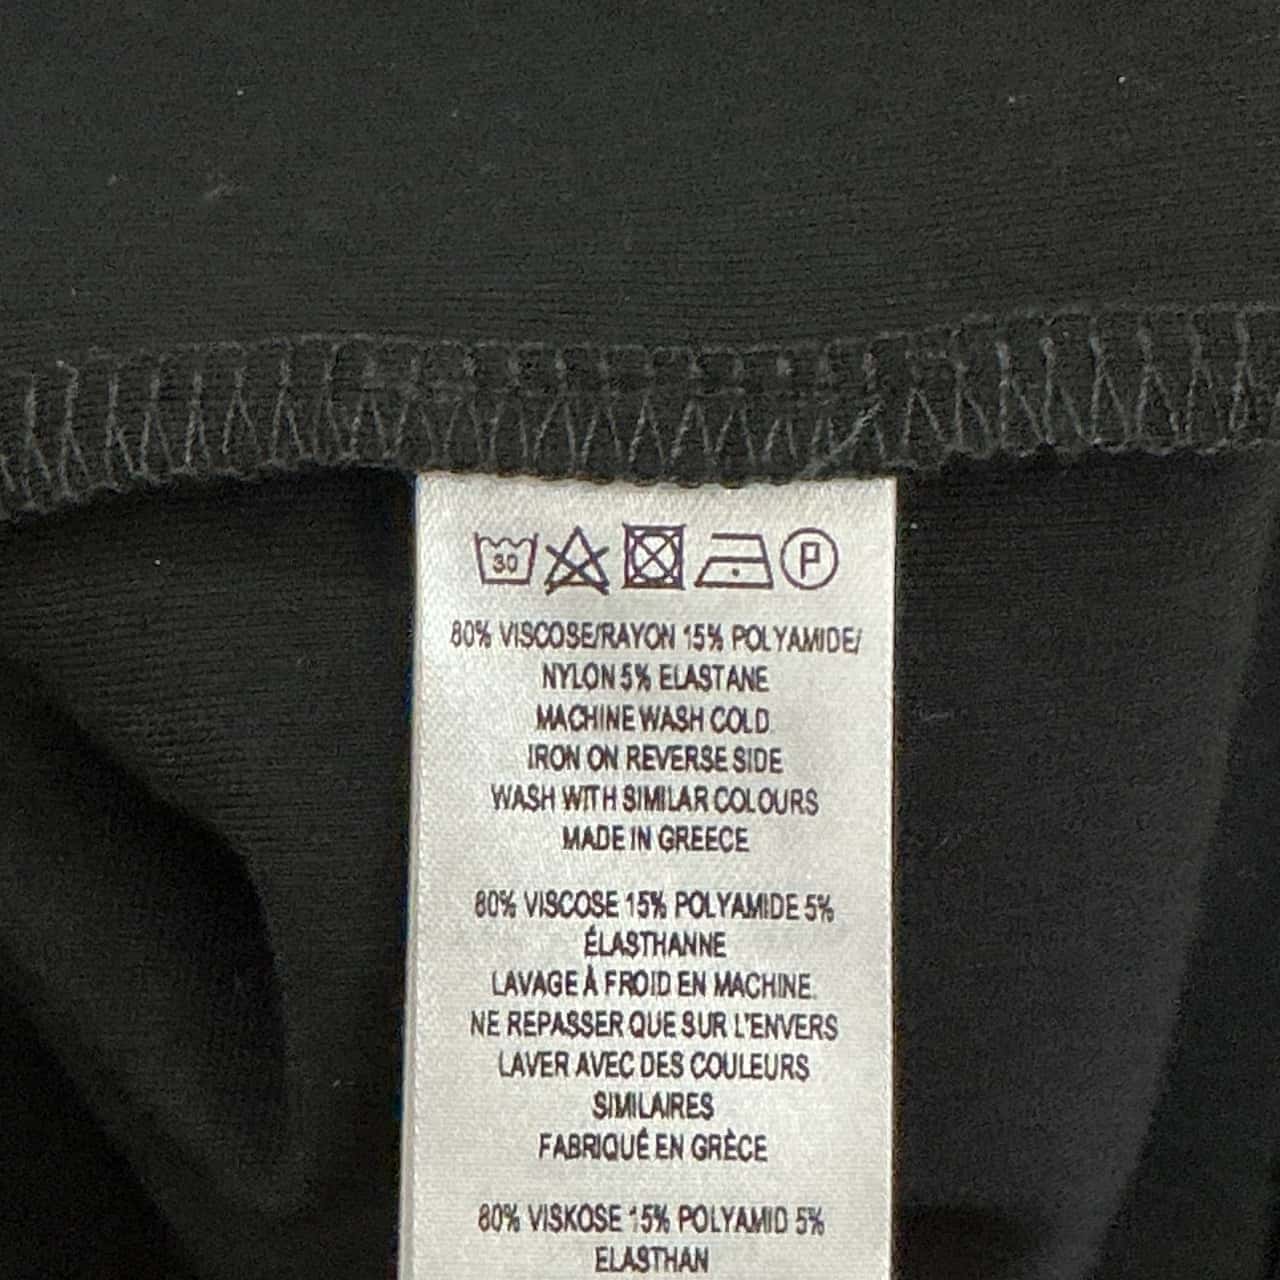 30 P
80% VISCOSE/RAYON 15% POLYAMIDE/
NYLON 5% ELASTANE
MACHINE WASH COLD.
IRON ON REVERSE SIDE
WASH WITH SIMILAR COLOURS
MADE IN GREECE
80% VISCOSE 15% POLYAMIDE 5%
ÉLASTHANNE
LAVAGE À FROID EN MACHINE.
NE REPASSER QUE SUR L'ENVERS
LAVER AVEC DES COULEURS
SIMILAIRES
FABRIQUÉ EN GRÈCE
80% VISKOSE 15% POLYAMID 5%
ELASTHAN